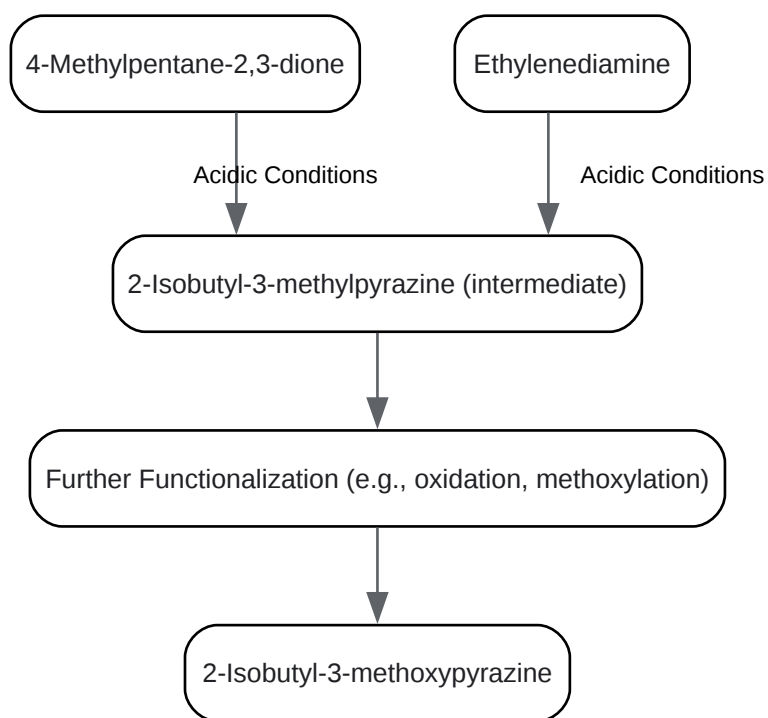 4-Methylpentane-2,3-dione
Ethylenediamine
Acidic Conditions
Acidic Conditions
2-Isobutyl-3-methylpyrazine (intermediate)
Further Functionalization (e.g., oxidation, methoxylation)
2-Isobutyl-3-methoxypyrazine